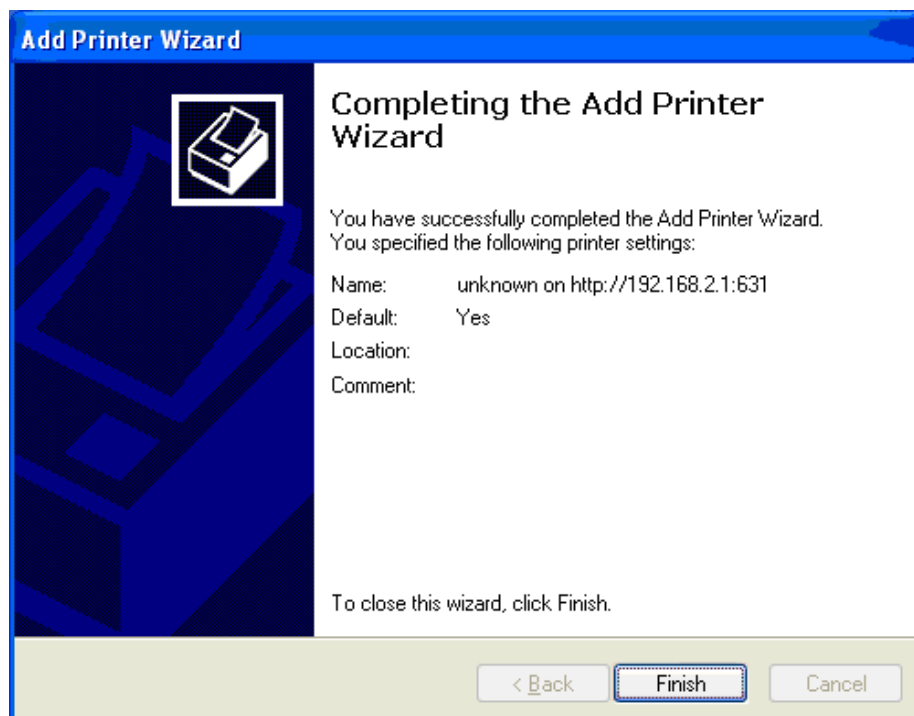 Add Printer Wizard
Completing the Add Printer
Wizard
You have successfully completed the Add Printer Wizard.
You specified the following printer settings:
Name: unknown on http://192.168.2.1:631
Default: Yes
Location:
Comment:
To close this wizard, click Finish.
< Back Finish Cancel